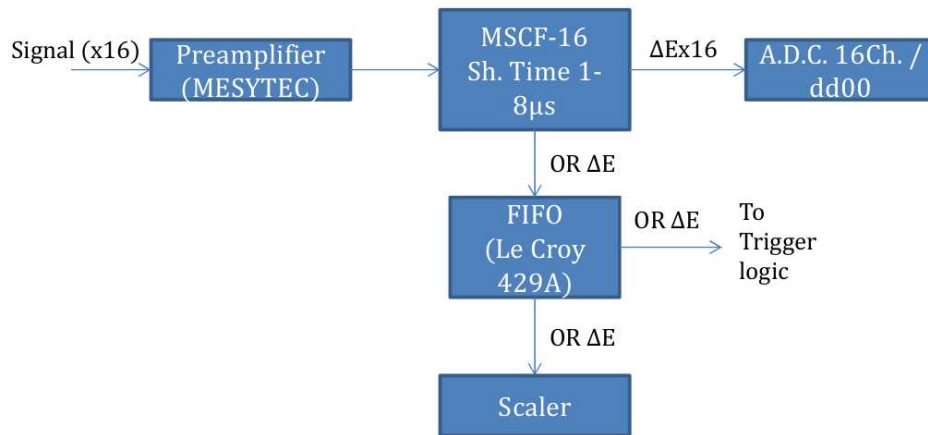 Signal (x16)
Preamplifier
(MESYTEC)
MSCF-16
Sh. Time 1-
8μs
ΔEx16
A.D.C. 16Ch. /
dd00
OR ΔE
FIFO
(Le Croy
429A)
OR ΔE
To
Trigger
logic
OR ΔE
Scaler